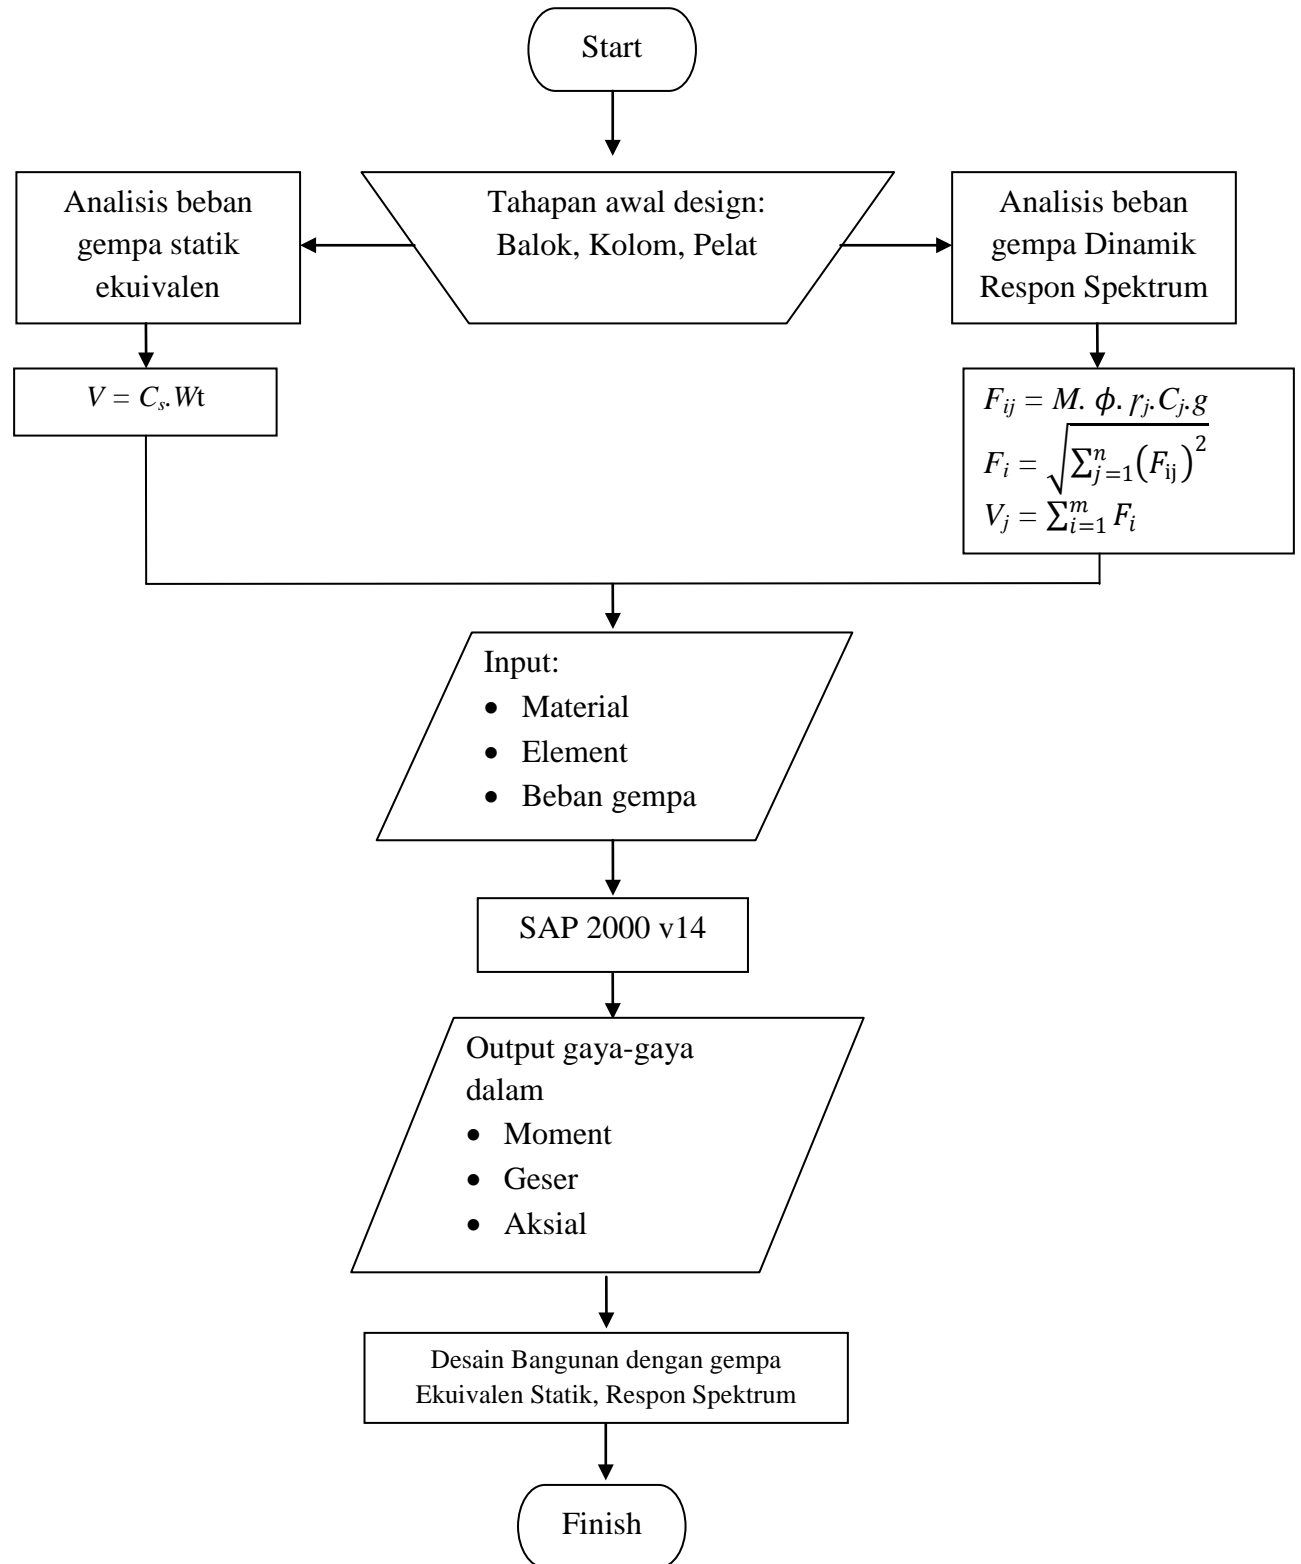 Start
Analisis beban
gempa statik
ekuivalen
Tahapan awal design:
Balok, Kolom, Pelat
Analisis beban
gempa Dinamik
Respon Spektrum
V = Cₛ.Wt
Fᵢⱼ = M. ϕ. rⱼ.Cⱼ.g
Fᵢ = √(∑ⁿⱼ₌₁(Fᵢⱼ)²)
Vⱼ = ∑ᵐᵢ₌₁ Fᵢ
Input:
• Material
• Element
• Beban gempa
SAP 2000 v14
Output gaya-gaya
dalam
• Moment
• Geser
• Aksial
Desain Bangunan dengan gempa
Ekuivalen Statik, Respon Spektrum
Finish